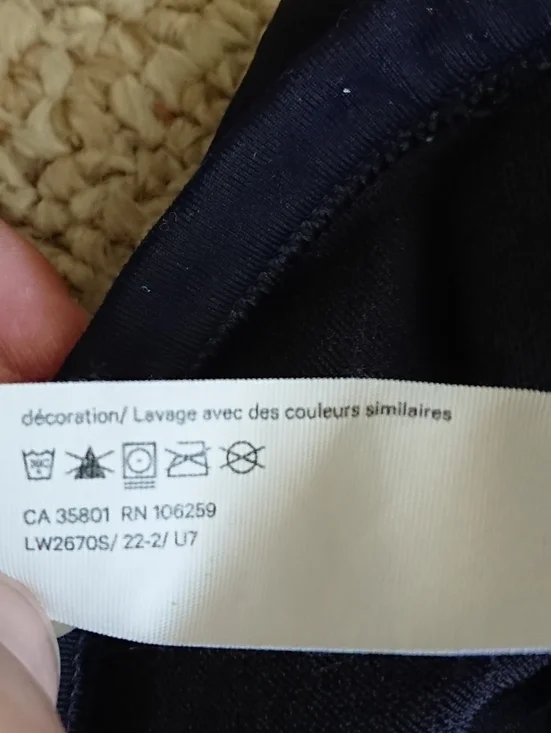 décoration/ Lavage avec des couleurs similaires
CA 35801 RN 106259
LW2670S/ 22-2/ U7